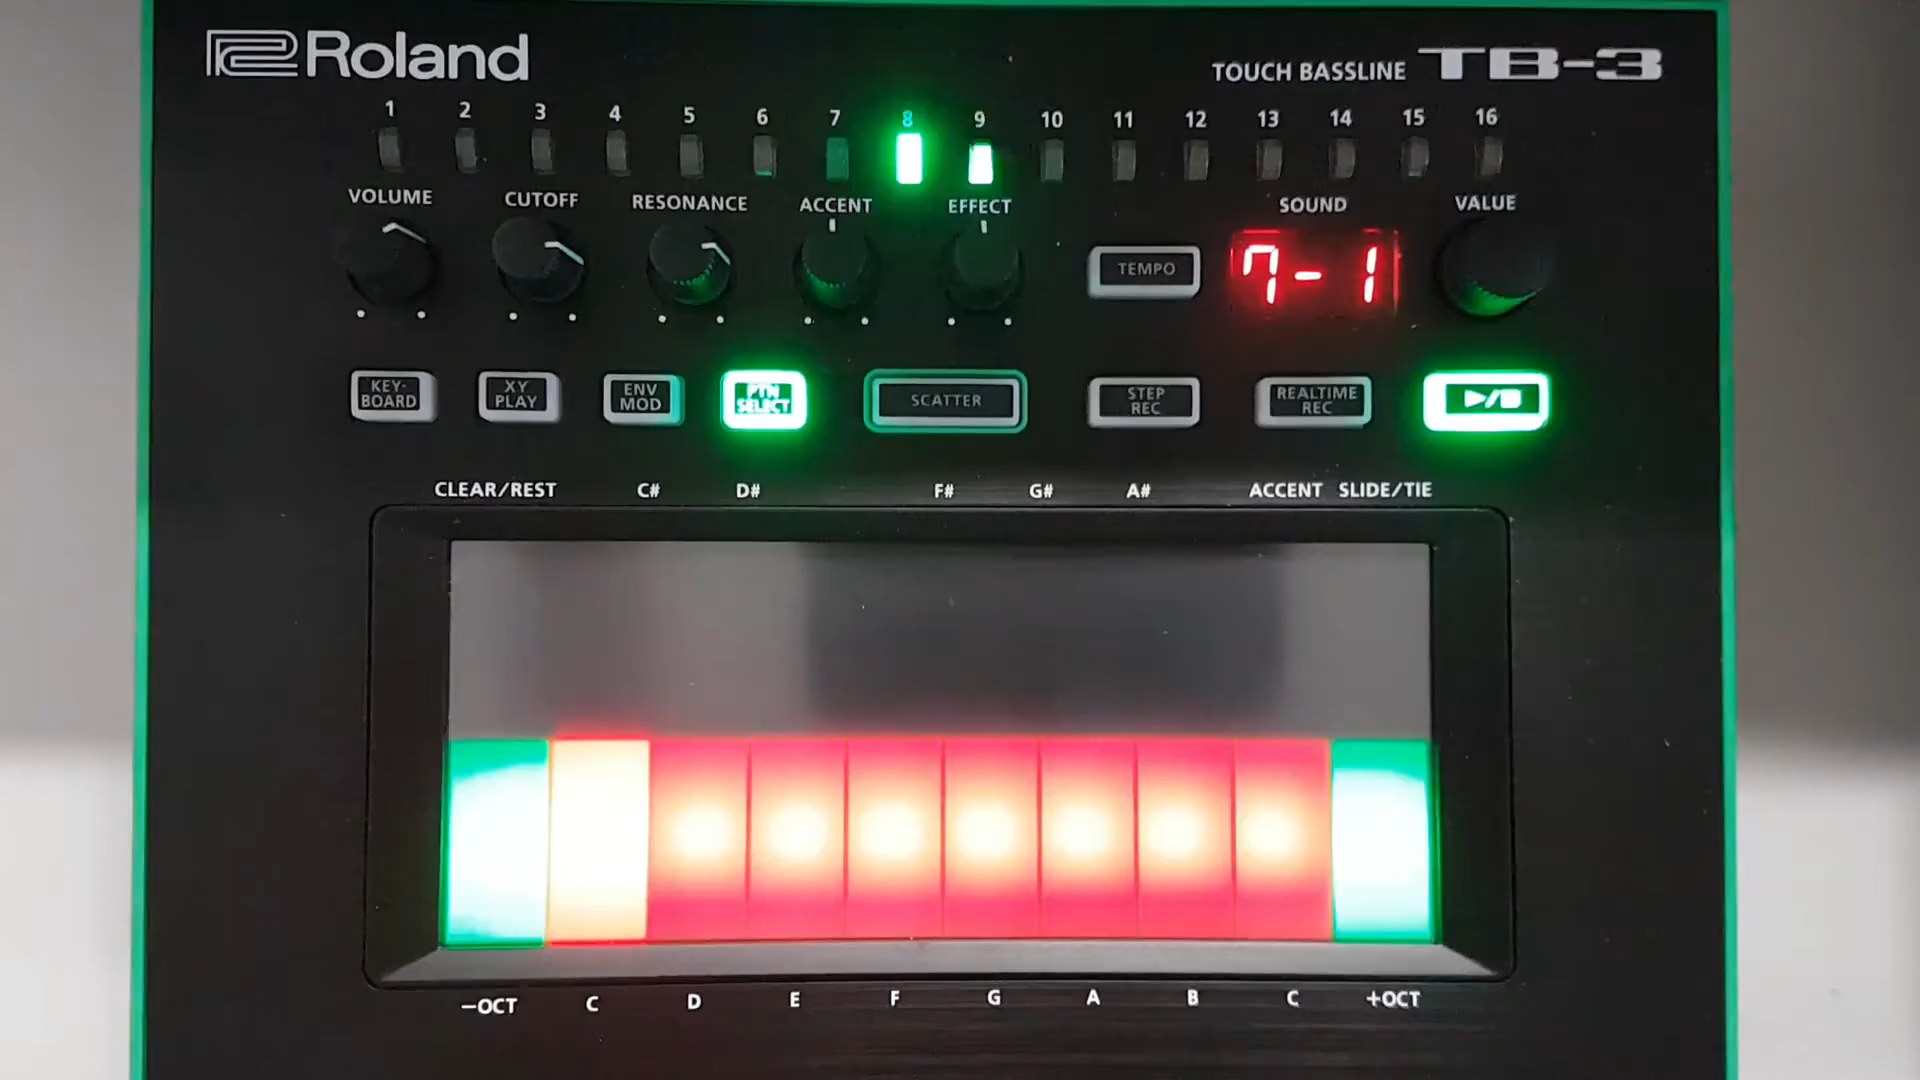 Roland
TOUCH BASSLINE TB-3
1 2 3 4 5 6 7 8 9 10 11 12 13 14 15 16
VOLUME CUTOFF RESONANCE ACCENT EFFECT SOUND VALUE
TEMPO 7-1
KEY-
BOARD
XY
PLAY
ENV
MOD
PTN
SELECT
SCATTER
STEP
REC
REALTIME
REC
CLEAR/REST C# D# F# G# A# ACCENT SLIDE/TIE
-OCT C D E F G A B C +OCT